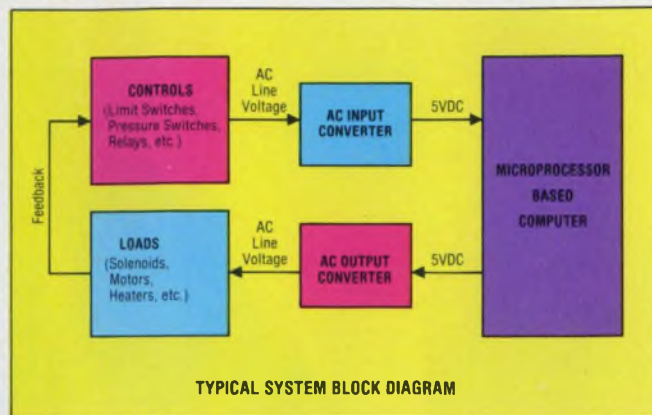 CONTROLS
(Limit Switches,
Pressure Switches,
Relays, etc.)
AC
Line
Voltage
AC INPUT
CONVERTER
5VDC
MICROPROCESSOR
BASED
COMPUTER
Feedback
LOADS
(Solenoids,
Motors,
Heaters, etc.)
AC
Line
Voltage
AC OUTPUT
CONVERTER
5VDC
TYPICAL SYSTEM BLOCK DIAGRAM